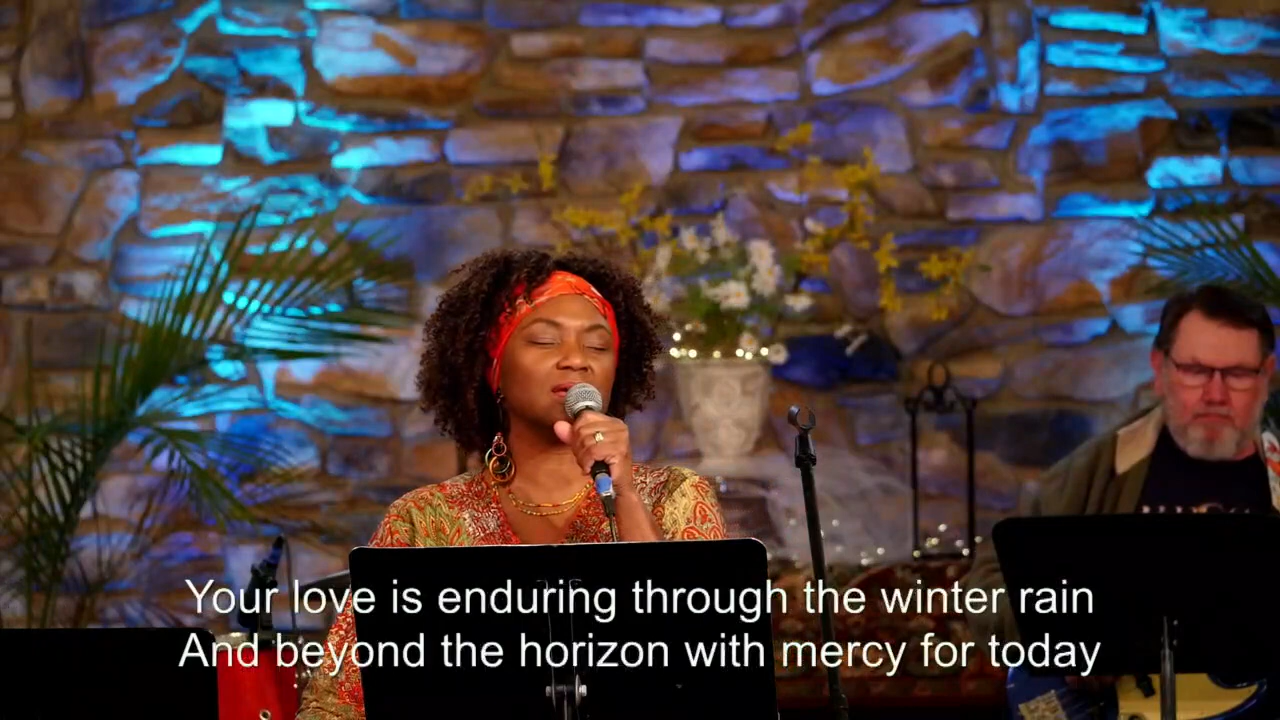 Your love is enduring through the winter rain
And beyond the horizon with mercy for today